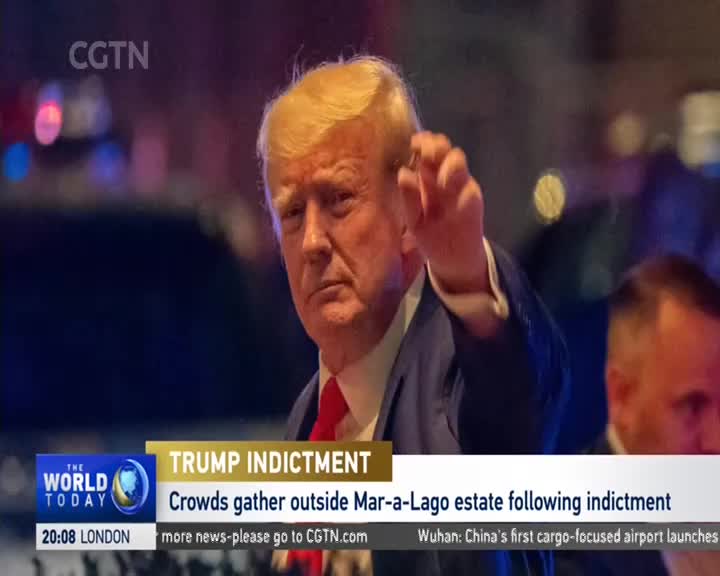 CGTN
TRUMP INDICTMENT
THE
WORLD
TODAY
Crowds gather outside Mar-a-Lago estate following indictment
20:08 LONDON
more news-please go to CGTN.com
Wuhan: China's first cargo-focused airport launches